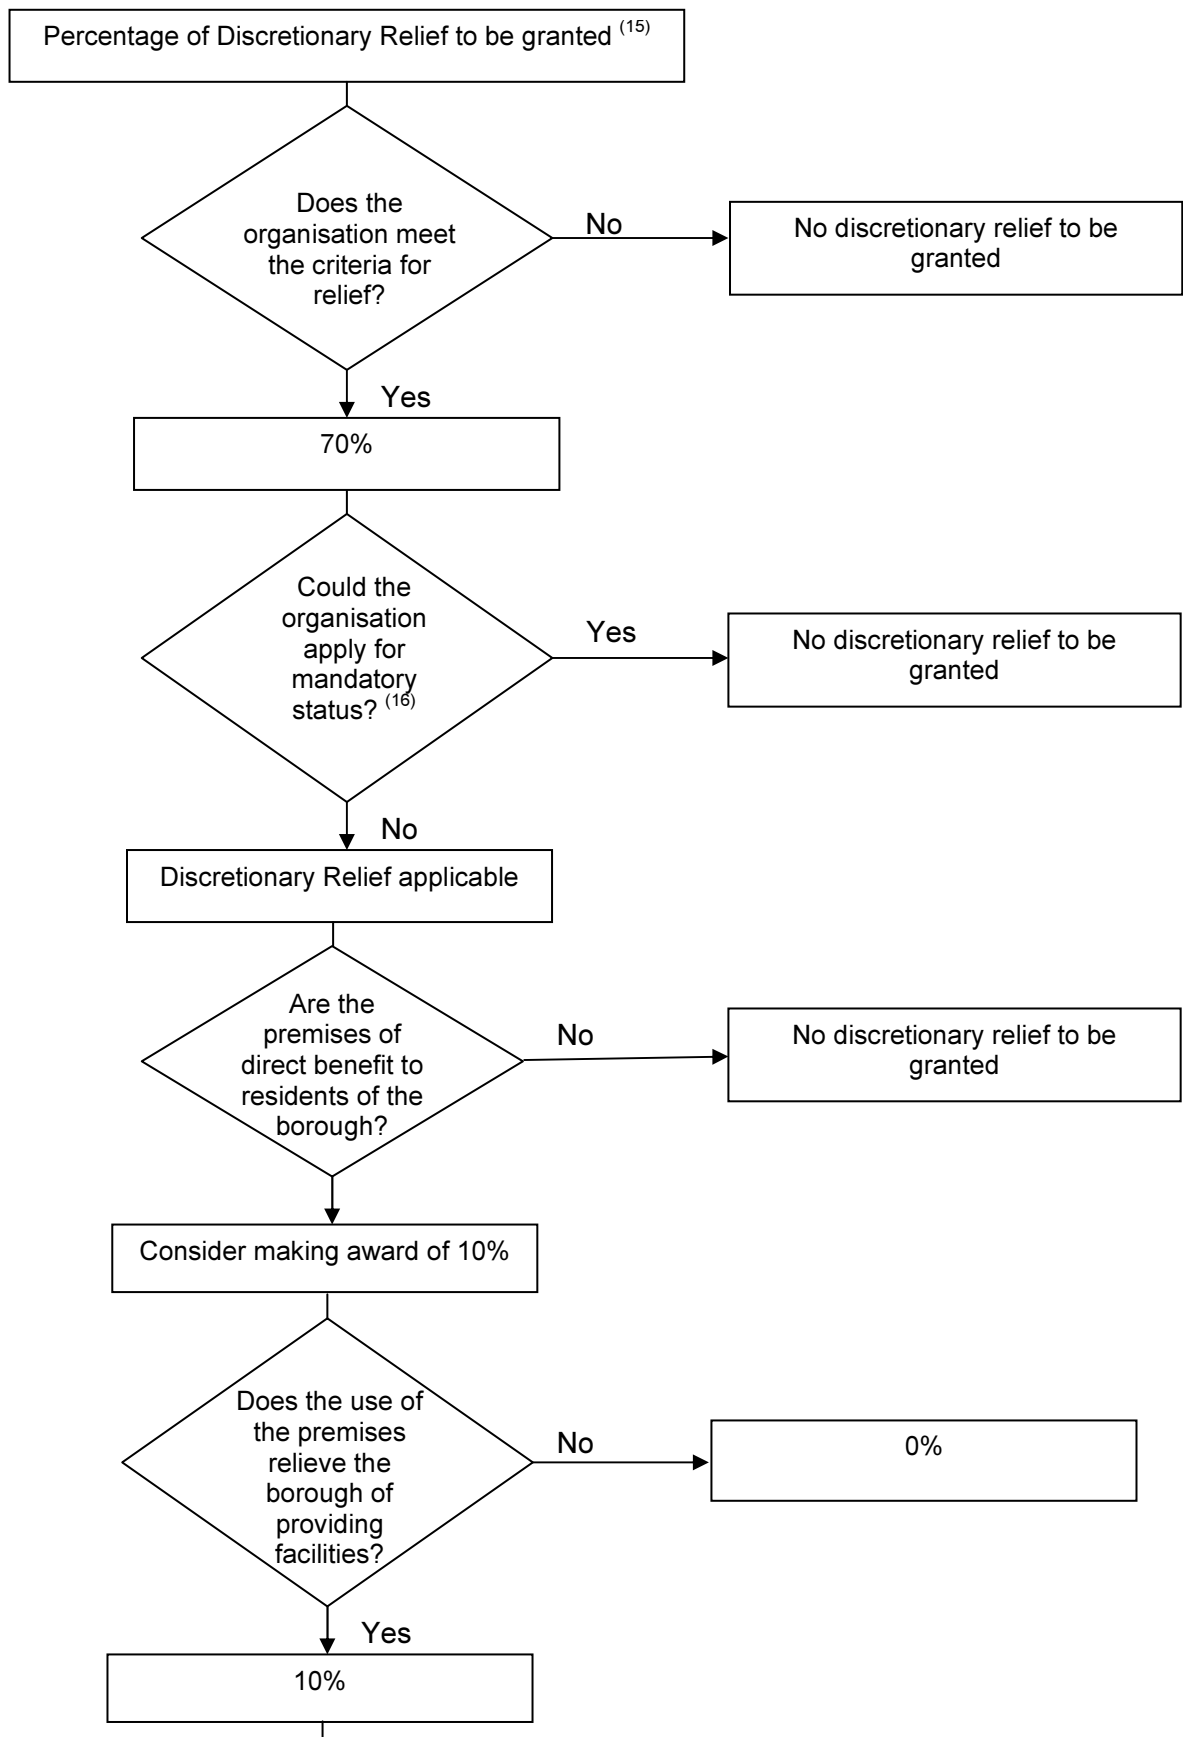 Percentage of Discretionary Relief to be granted (15)
Does the
organisation meet
the criteria for
relief?
No
No discretionary relief to be
granted
Yes
70%
Could the
organisation
apply for
mandatory
status? (16)
Yes
No discretionary relief to be
granted
No
Discretionary Relief applicable
Are the
premises of
direct benefit to
residents of the
borough?
No
No discretionary relief to be
granted
Consider making award of 10%
Does the use of
the premises
relieve the
borough of
providing
facilities?
No
0%
Yes
10%